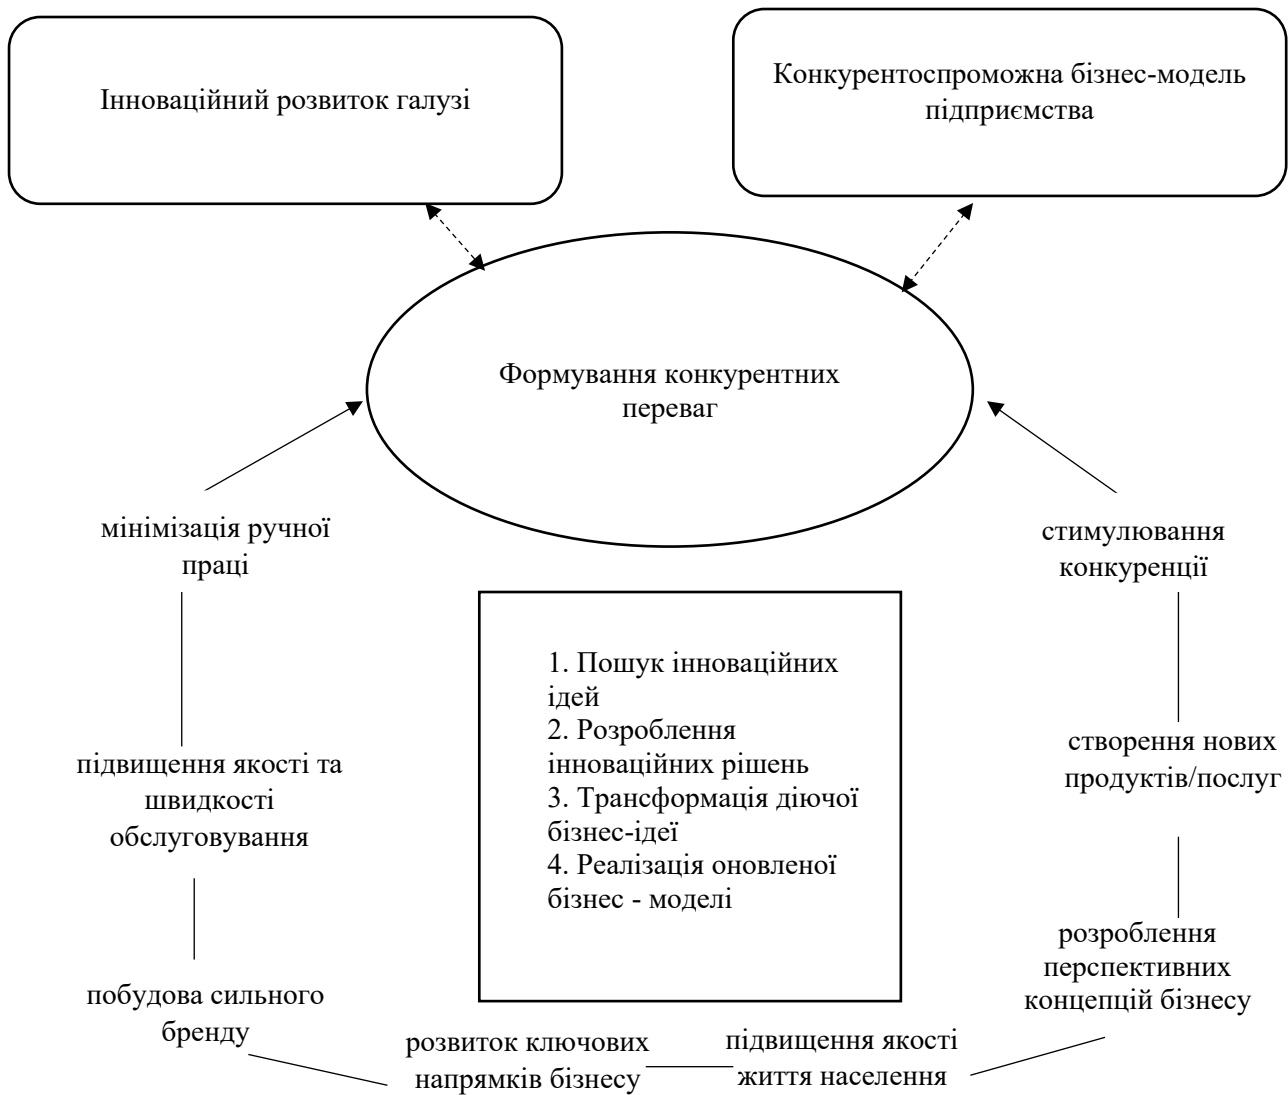 Інноваційний розвиток галузі
Конкурентоспроможна бізнес-модель
підприємства
Формування конкурентних
переваг
мінімізація ручної
праці
стимулювання
конкуренції
1. Пошук інноваційних
ідей
2. Розроблення
інноваційних рішень
3. Трансформація діючої
бізнес-ідеї
4. Реалізація оновленої
бізнес - моделі
підвищення якості та
швидкості
обслуговування
створення нових
продуктів/послуг
побудова сильного
бренду
розроблення
перспективних
концепцій бізнесу
розвиток ключових
напрямків бізнесу
підвищення якості
життя населення